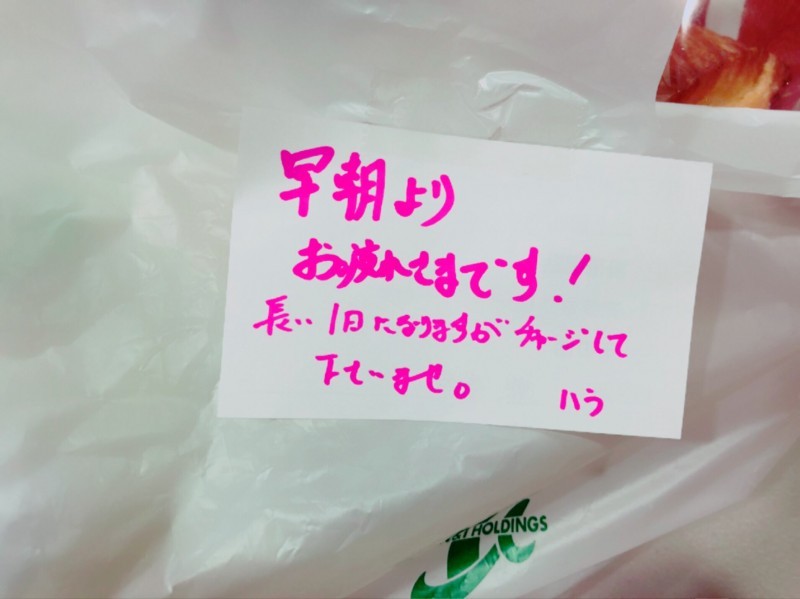 早朝より
お疲れさまです!
長い1日になりますがチャージして
下さいませ。
ハラ
&I HOLDINGS